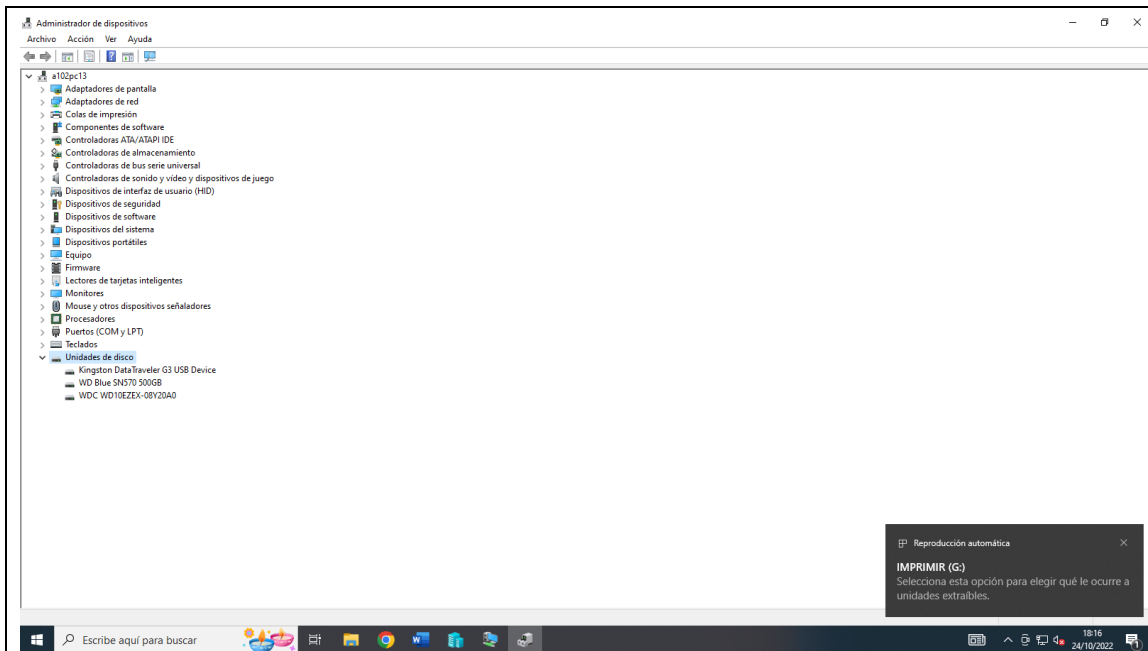 Administrador de dispositivos
Archivo Acción Ver Ayuda
a102pc13
Adaptadores de pantalla
Adaptadores de red
Colas de impresión
Componentes de software
Controladoras ATA/ATAPI IDE
Controladoras de almacenamiento
Controladoras de bus serie universal
Controladoras de sonido y vídeo y dispositivos de juego
Dispositivos de interfaz de usuario (HID)
Dispositivos de seguridad
Dispositivos de software
Dispositivos del sistema
Dispositivos portátiles
Equipo
Firmware
Lectores de tarjetas inteligentes
Monitores
Mouse y otros dispositivos señaladores
Procesadores
Puertos (COM y LPT)
Teclados
Unidades de disco
Kingston DataTraveler G3 USB Device
WD Blue SN570 500GB
WDC WD10EZEX-08Y20A0
Reproducción automática
IMPRIMIR (G:)
Selecciona esta opción para elegir qué le ocurre a
unidades extraíbles.
Escribe aquí para buscar
18:16
24/10/2022